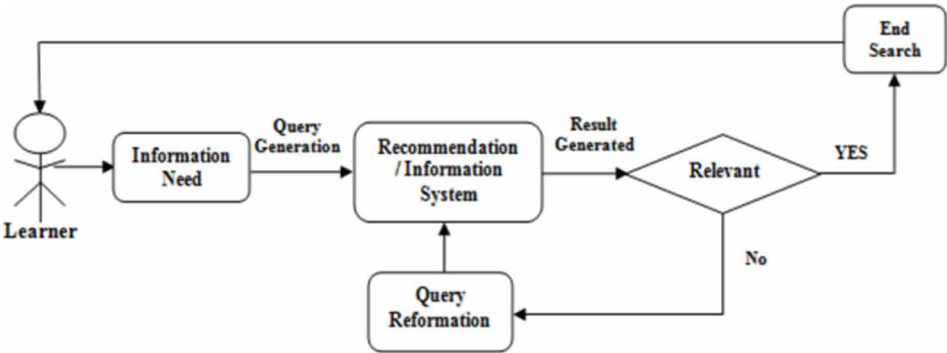 End
Search
Query
Generation
Result
Generated
Information
Need
Recommendation
/ Information
System
Relevant
YES
Learner
No
Query
Reformation